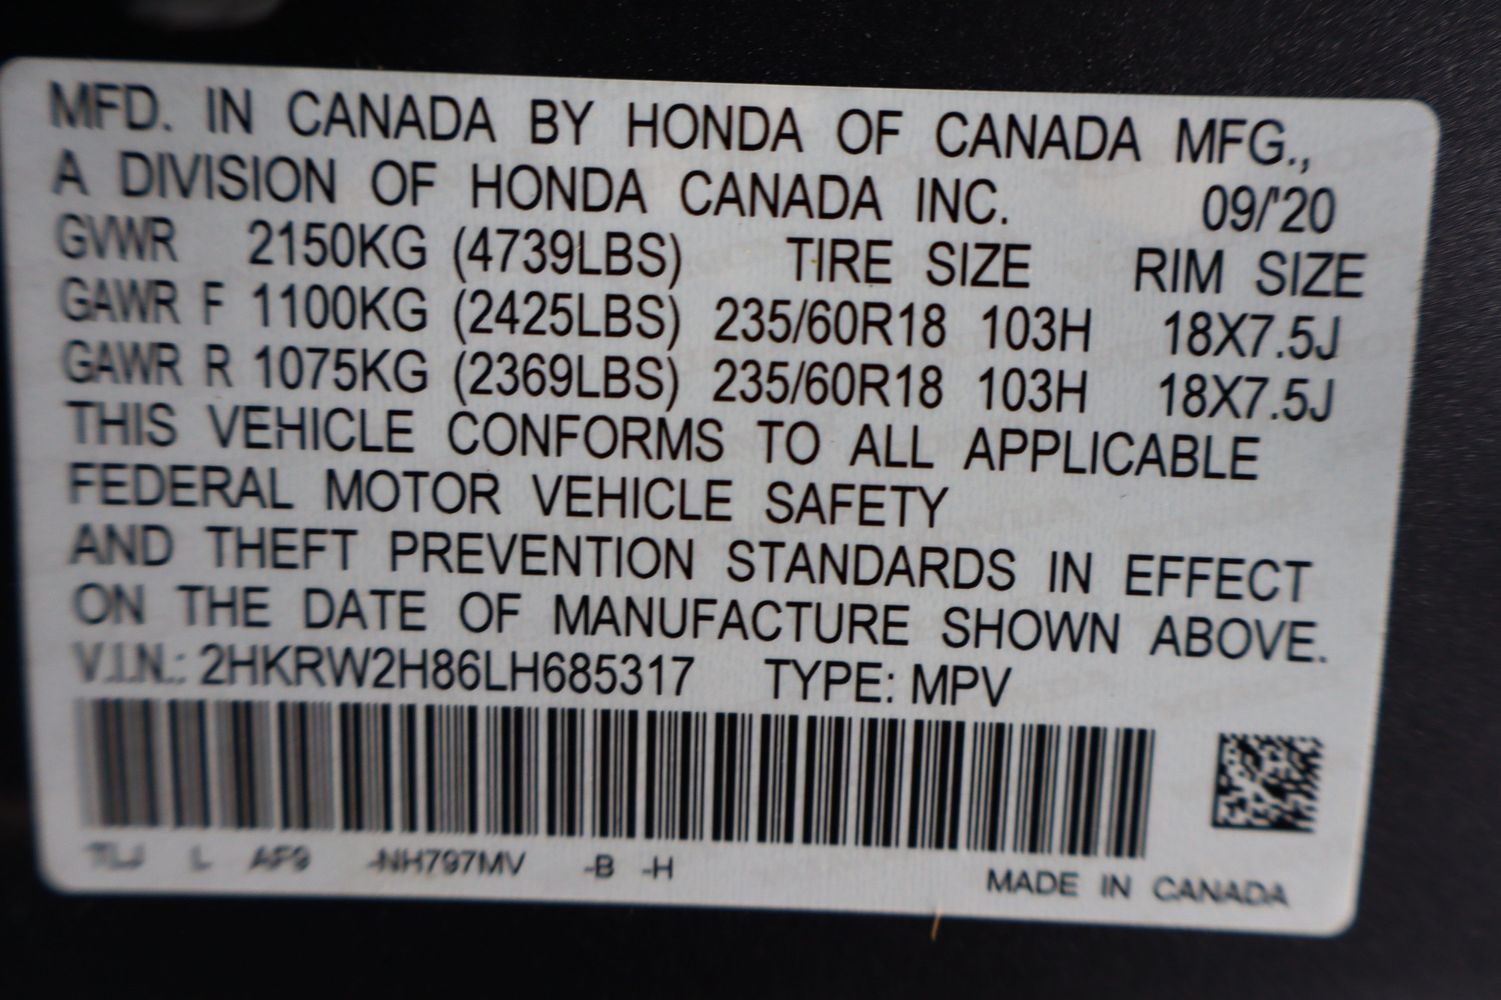 MFD. IN CANADA BY HONDA OF CANADA MFG.,
A DIVISION OF HONDA CANADA INC. 09/'20
GVWR 2150KG (4739LBS) TIRE SIZE RIM SIZE
GAWR F 1100KG (2425LBS) 235/60R18 103H 18X7.5J
GAWR R 1075KG (2369LBS) 235/60R18 103H 18X7.5J
THIS VEHICLE CONFORMS TO ALL APPLICABLE
FEDERAL MOTOR VEHICLE SAFETY
AND THEFT PREVENTION STANDARDS IN EFFECT
ON THE DATE OF MANUFACTURE SHOWN ABOVE.
V.I.N.: 2HKRW2H86LH685317 TYPE: MPV
TLJ L AF9 -NH797MV -B -H MADE IN CANADA